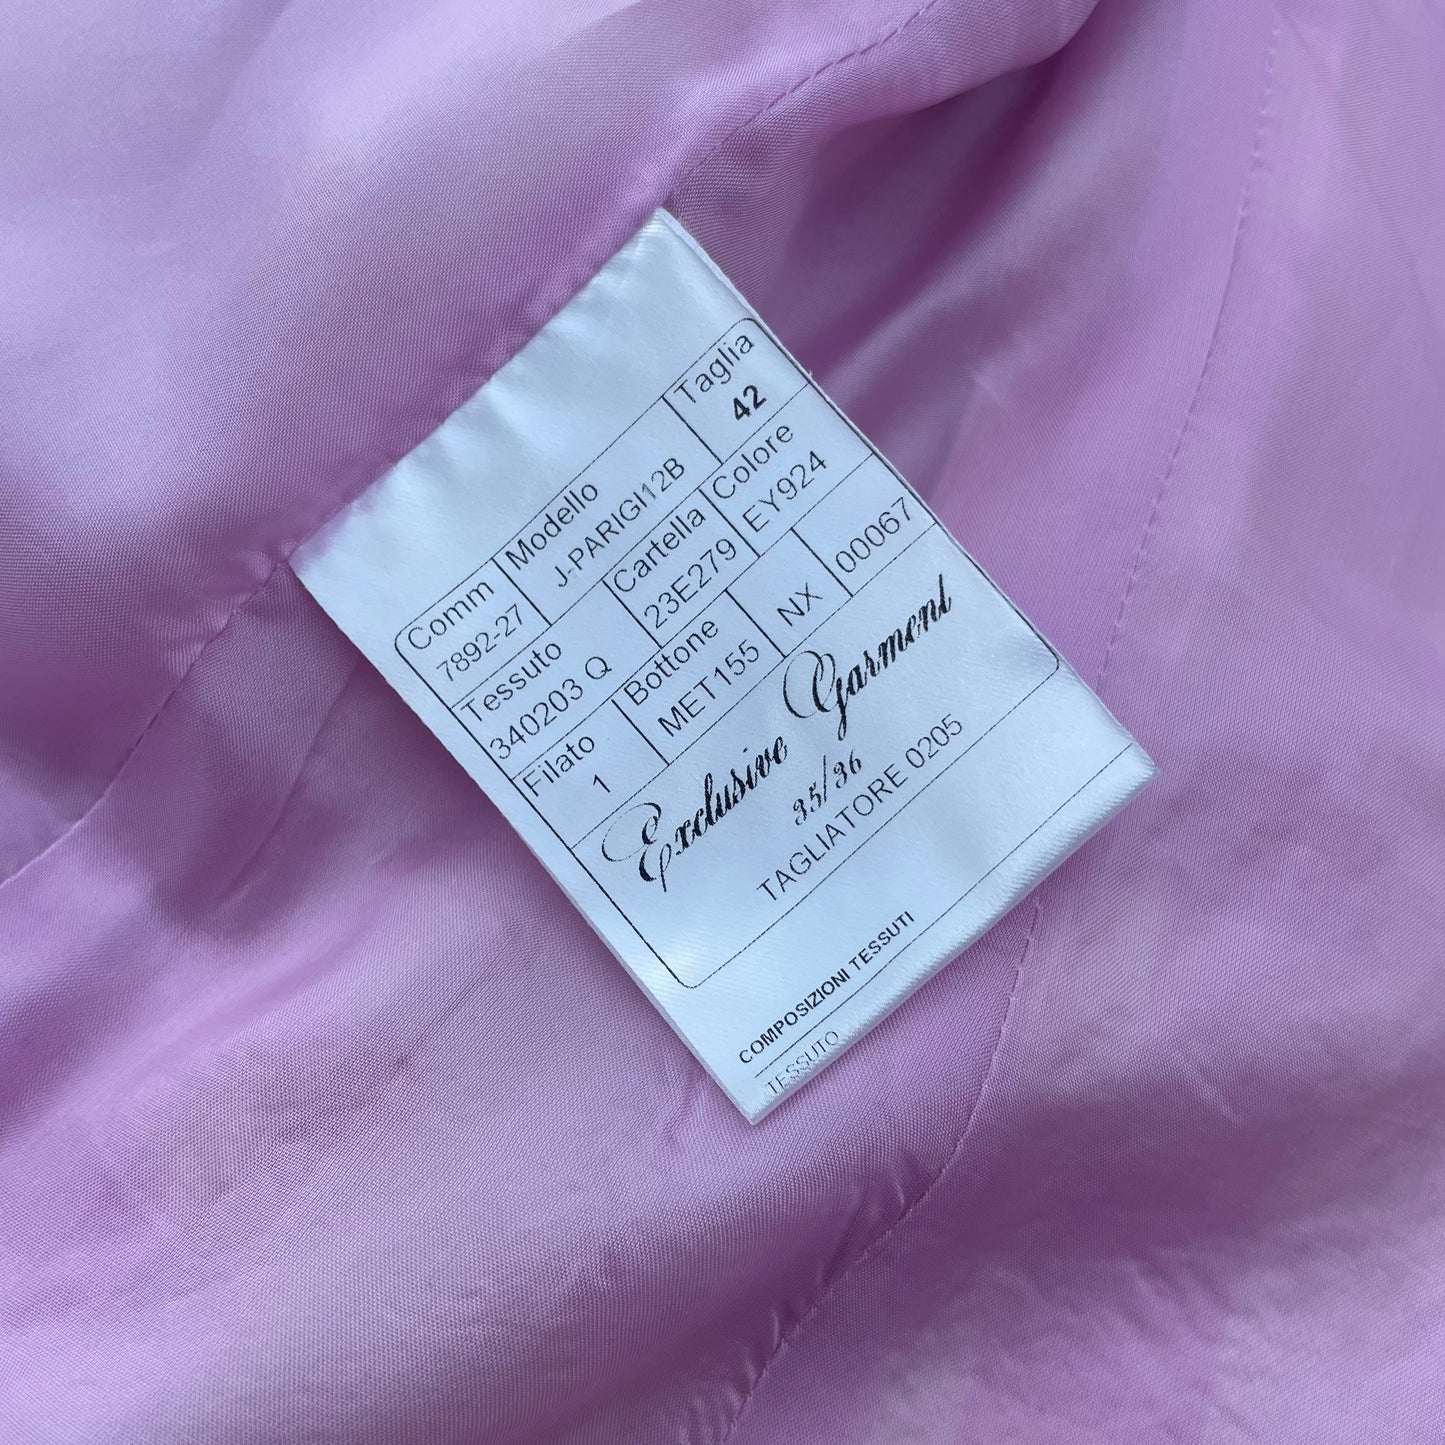 Comm Modello Taglia
7892-27 J-PARIGI12B 42
Tessuto Cartella Colore
340203 Q 23E279 EY924
Filato Bottone NX 00067
1 MET155
Exclusive Garment
35/36
TAGLIATORE 0205
COMPOSIZIONI TESSUTI
TESSUTO